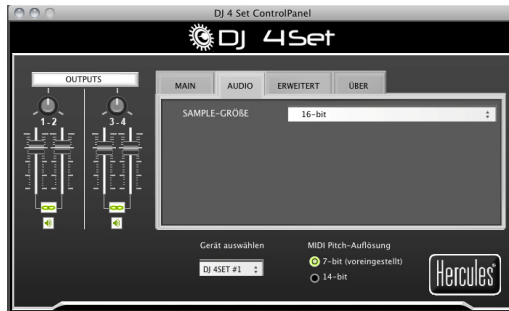 DJ 4 Set ControlPanel
DJ 4Set
OUTPUTS
1-2 3-4
MAIN AUDIO ERWEITERT ÜBER
SAMPLE-GRÖßE 16-bit
Gerät auswählen
DJ 4SET #1
MIDI Pitch-Auflösung
7-bit (voreingestellt)
14-bit
Hercules